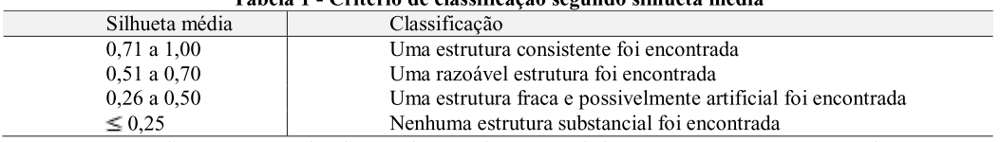 Tabela 1 - Critério de classificação segundo silhueta média
Silhueta média Classificação
0,71 a 1,00 Uma estrutura consistente foi encontrada
0,51 a 0,70 Uma razoável estrutura foi encontrada
0,26 a 0,50 Uma estrutura fraca e possivelmente artificial foi encontrada
≤ 0,25 Nenhuma estrutura substancial foi encontrada